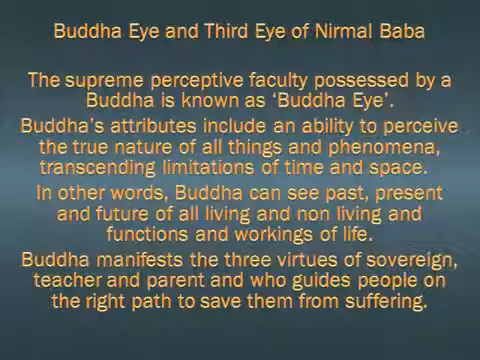 Buddha Eye and Third Eye of Nirmal Baba
The supreme perceptive faculty possessed by a
Buddha is known as ‘Buddha Eye’.
Buddha’s attributes include an ability to perceive
the true nature of all things and phenomena,
transcending limitations of time and space.
In other words, Buddha can see past, present
and future of all living and non living and
functions and workings of life.
Buddha manifests the three virtues of sovereign,
teacher and parent and who guides people on
the right path to save them from suffering.